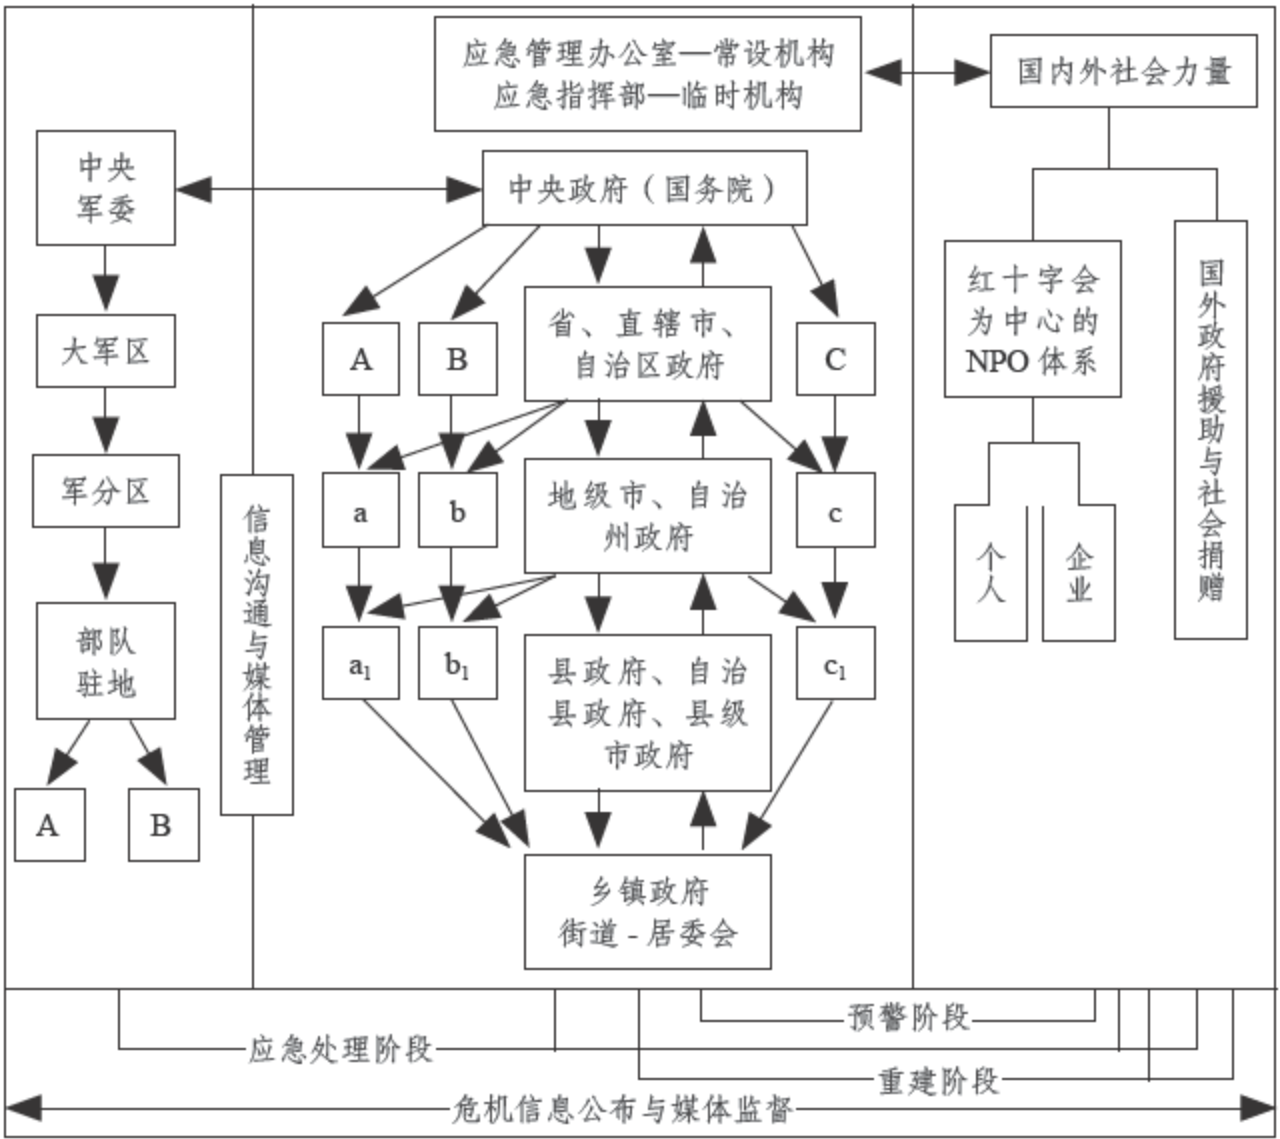 应急管理办公室—常设机构
应急指挥部—临时机构
国内外社会力量
中央
军委
中央政府（国务院）
大军区
军分区
部队
驻地
A
B
信息沟通与媒体管理
A
B
省、直辖市、
自治区政府
C
a
b
地级市、自治
州政府
c
a₁
b₁
县政府、自治
县政府、县级
市政府
c₁
乡镇政府
街道-居委会
红十字会
为中心的
NPO 体系
个人
企业
国外政府援助与社会捐赠
预警阶段
应急处理阶段
重建阶段
危机信息公布与媒体监督